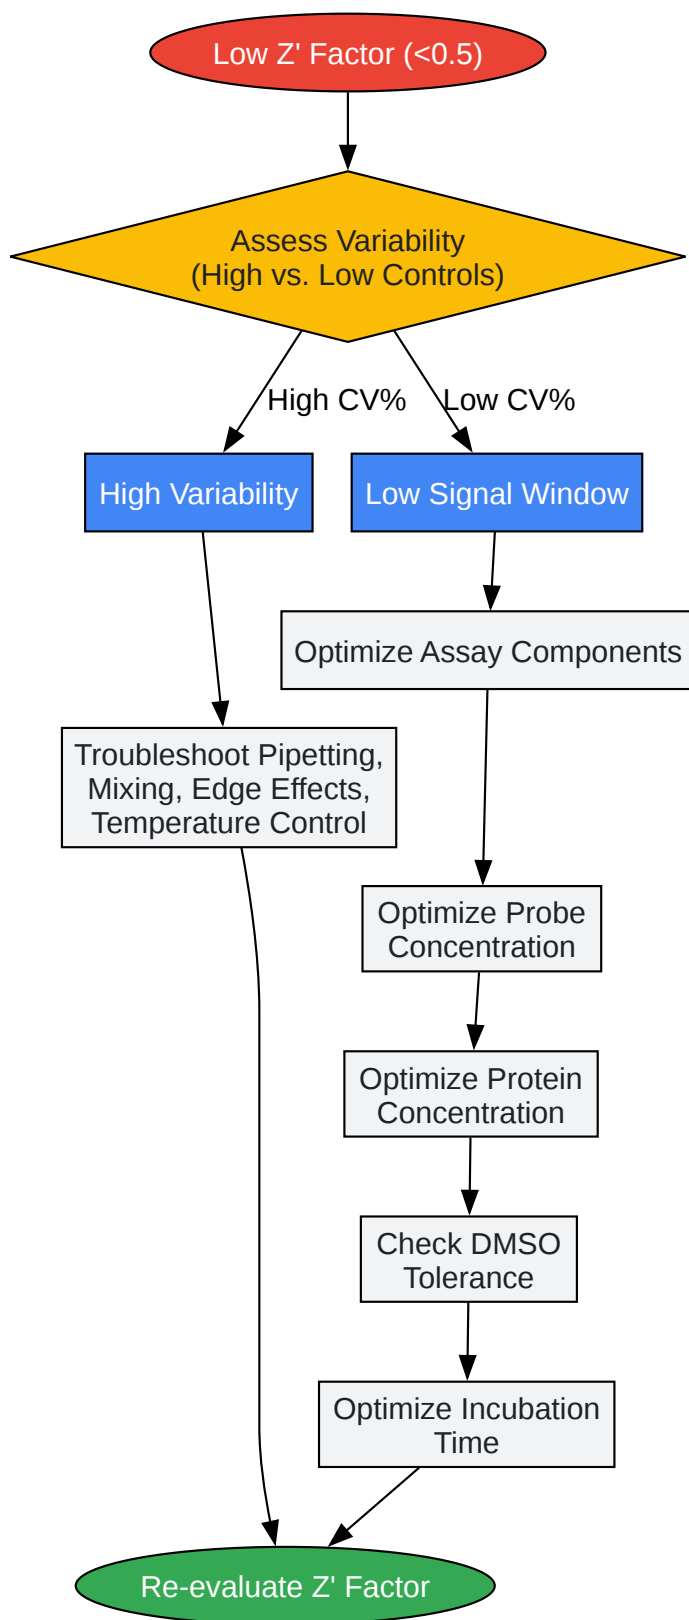 Low Z' Factor (<0.5)
Assess Variability
(High vs. Low Controls)
High CV%
Low CV%
High Variability
Low Signal Window
Optimize Assay Components
Troubleshoot Pipetting,
Mixing, Edge Effects,
Temperature Control
Optimize Probe
Concentration
Optimize Protein
Concentration
Check DMSO
Tolerance
Optimize Incubation
Time
Re-evaluate Z' Factor